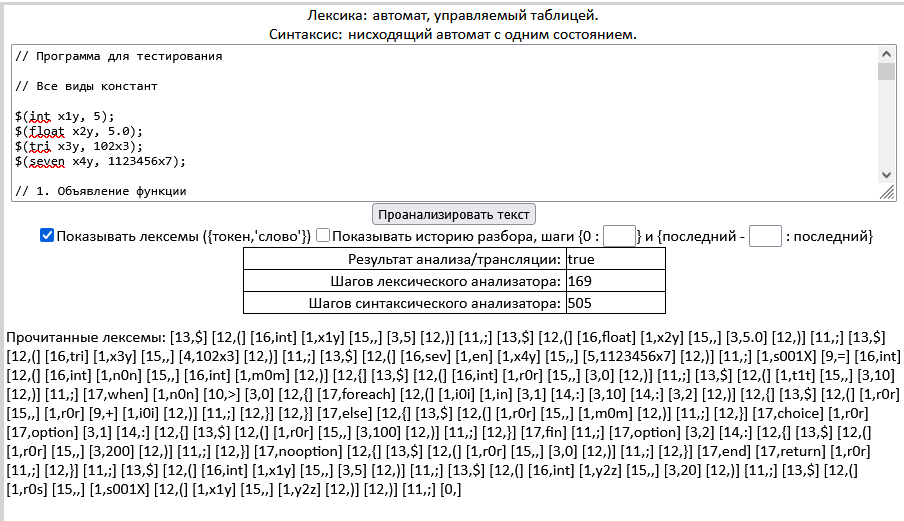 Лексика: автомат, управляемый таблицей.
Синтаксис: нисходящий автомат с одним состоянием.
// Программа для тестирования
// Все виды констант
$(int x1y, 5);
$(float x2y, 5.0);
$(tri x3y, 102x3);
$(seven x4y, 1123456x7);
// 1. Объявление функции
Проанализировать текст
Показывать лексемы ({токен,'слово'}) Показывать историю разбора, шаги {0 : } и {последний - : последний}
Результат анализа/трансляции: true
Шагов лексического анализатора: 169
Шагов синтаксического анализатора: 505
Прочитанные лексемы: [13,$] [12,(] [16,int] [1,x1y] [15,,] [3,5] [12,)] [11,;] [13,$] [12,(] [16,float] [1,x2y] [15,,] [3,5.0] [12,)] [11,;] [13,$]
[12,(] [16,tri] [1,x3y] [15,,] [4,102x3] [12,)] [11,;] [13,$] [12,(] [16,sev] [1,en] [1,x4y] [15,,] [5,1123456x7] [12,)] [11,;] [1,s001X] [9,=] [16,int]
[12,(] [16,int] [1,n0n] [15,,] [16,int] [1,m0m] [12,)] [12,{] [13,$] [12,(] [16,int] [1,r0r] [15,,] [3,0] [12,)] [11,;] [13,$] [12,(] [1,t1t] [15,,] [3,10]
[12,)] [11,;] [17,when] [1,n0n] [10,>] [3,0] [12,{] [17,foreach] [12,(] [1,i0i] [1,in] [3,1] [14,:] [3,10] [14,:] [3,2] [12,)] [12,{] [13,$] [12,(] [1,r0r]
[15,,] [1,r0r] [9,+] [1,i0i] [12,)] [11,;] [12,}] [12,}] [17,else] [12,{] [13,$] [12,(] [1,r0r] [15,,] [1,m0m] [12,)] [11,;] [12,}] [17,choice] [1,r0r]
[17,option] [3,1] [14,:] [12,{] [13,$] [12,(] [1,r0r] [15,,] [3,100] [12,)] [11,;] [12,}] [17,fin] [11,;] [17,option] [3,2] [14,:] [12,{] [13,$] [12,(]
[1,r0r] [15,,] [3,200] [12,)] [11,;] [12,}] [17,nooption] [12,{] [13,$] [12,(] [1,r0r] [15,,] [3,0] [12,)] [11,;] [12,}] [17,end] [17,return] [1,r0r]
[11,;] [12,}] [11,;] [13,$] [12,(] [16,int] [1,x1y] [15,,] [3,5] [12,)] [11,;] [13,$] [12,(] [16,int] [1,y2z] [15,,] [3,20] [12,)] [11,;] [13,$] [12,(]
[1,r0s] [15,,] [1,s001X] [12,(] [1,x1y] [15,,] [1,y2z] [12,)] [12,)] [11,;] [0,]